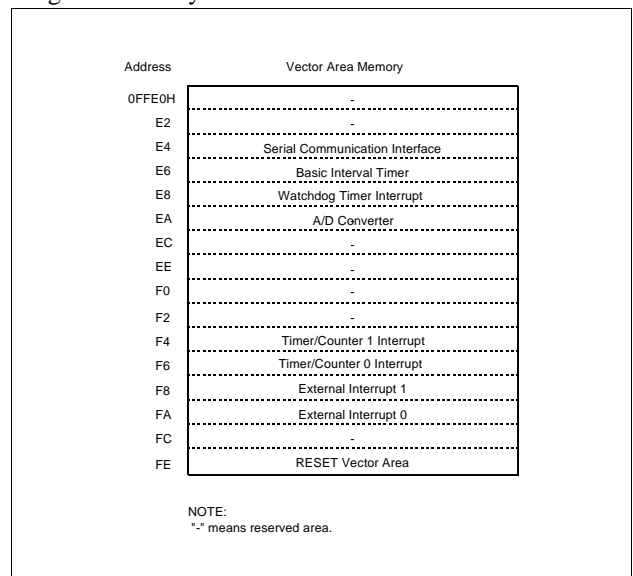 Address Vector Area Memory
0FFE0H -
E2 -
E4 Serial Communication Interface
E6 Basic Interval Timer
E8 Watchdog Timer Interrupt
EA A/D Converter
EC -
EE -
F0 -
F2 -
F4 Timer/Counter 1 Interrupt
F6 Timer/Counter 0 Interrupt
F8 External Interrupt 1
FA External Interrupt 0
FC -
FE RESET Vector Area
NOTE:
"-" means reserved area.